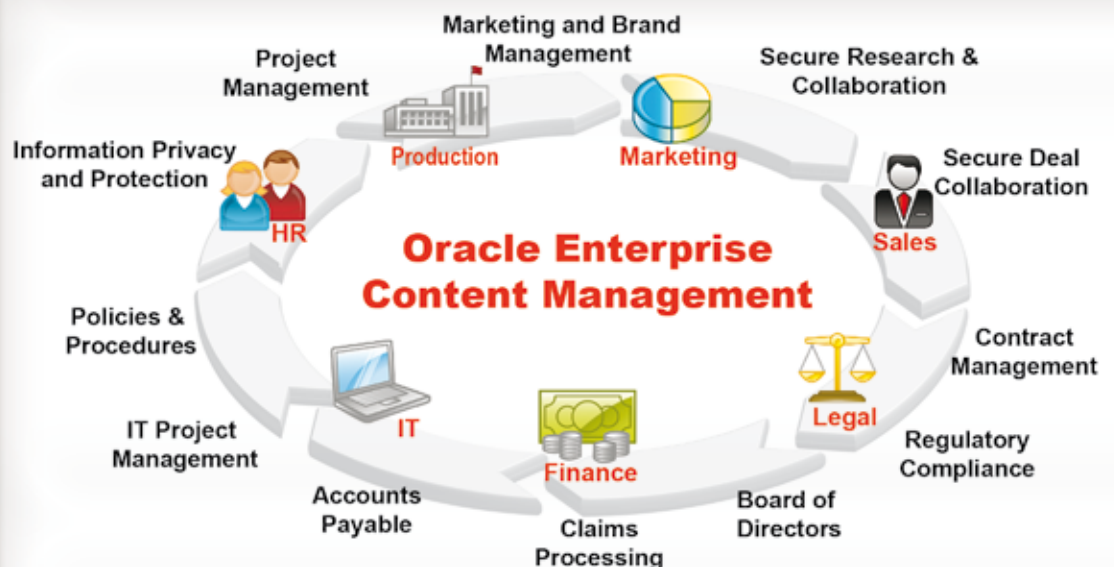 Marketing and Brand
Management
Project
Management
Secure Research &
Collaboration
Production
Marketing
Information Privacy
and Protection
HR
Secure Deal
Collaboration
Sales
Oracle Enterprise
Content Management
Policies &
Procedures
Contract
Management
IT
Legal
IT Project
Management
Regulatory
Compliance
Finance
Accounts
Payable
Board of
Directors
Claims
Processing